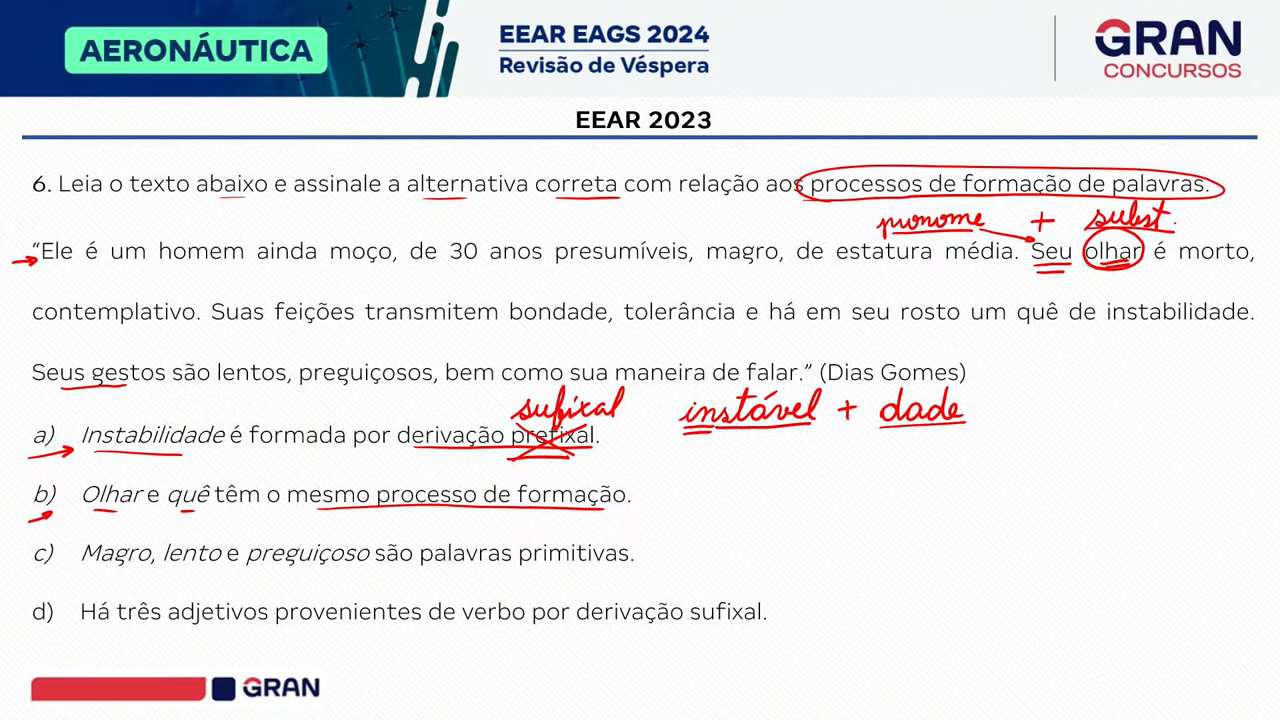 AERONÁUTICA
EEAR EAGS 2024
Revisão de Véspera
GRAN
CONCURSOS
EEAR 2023
6. Leia o texto abaixo e assinale a alternativa correta com relação aos processos de formação de palavras.
pronome + subst.
“Ele é um homem ainda moço, de 30 anos presumíveis, magro, de estatura média. Seu olhar é morto,
contemplativo. Suas feições transmitem bondade, tolerância e há em seu rosto um quê de instabilidade.
Seus gestos são lentos, preguiçosos, bem como sua maneira de falar.” (Dias Gomes)
sufixal instável + dade
a) Instabilidade é formada por derivação prefixal.
b) Olhar e quê têm o mesmo processo de formação.
c) Magro, lento e preguiçoso são palavras primitivas.
d) Há três adjetivos provenientes de verbo por derivação sufixal.
GRAN